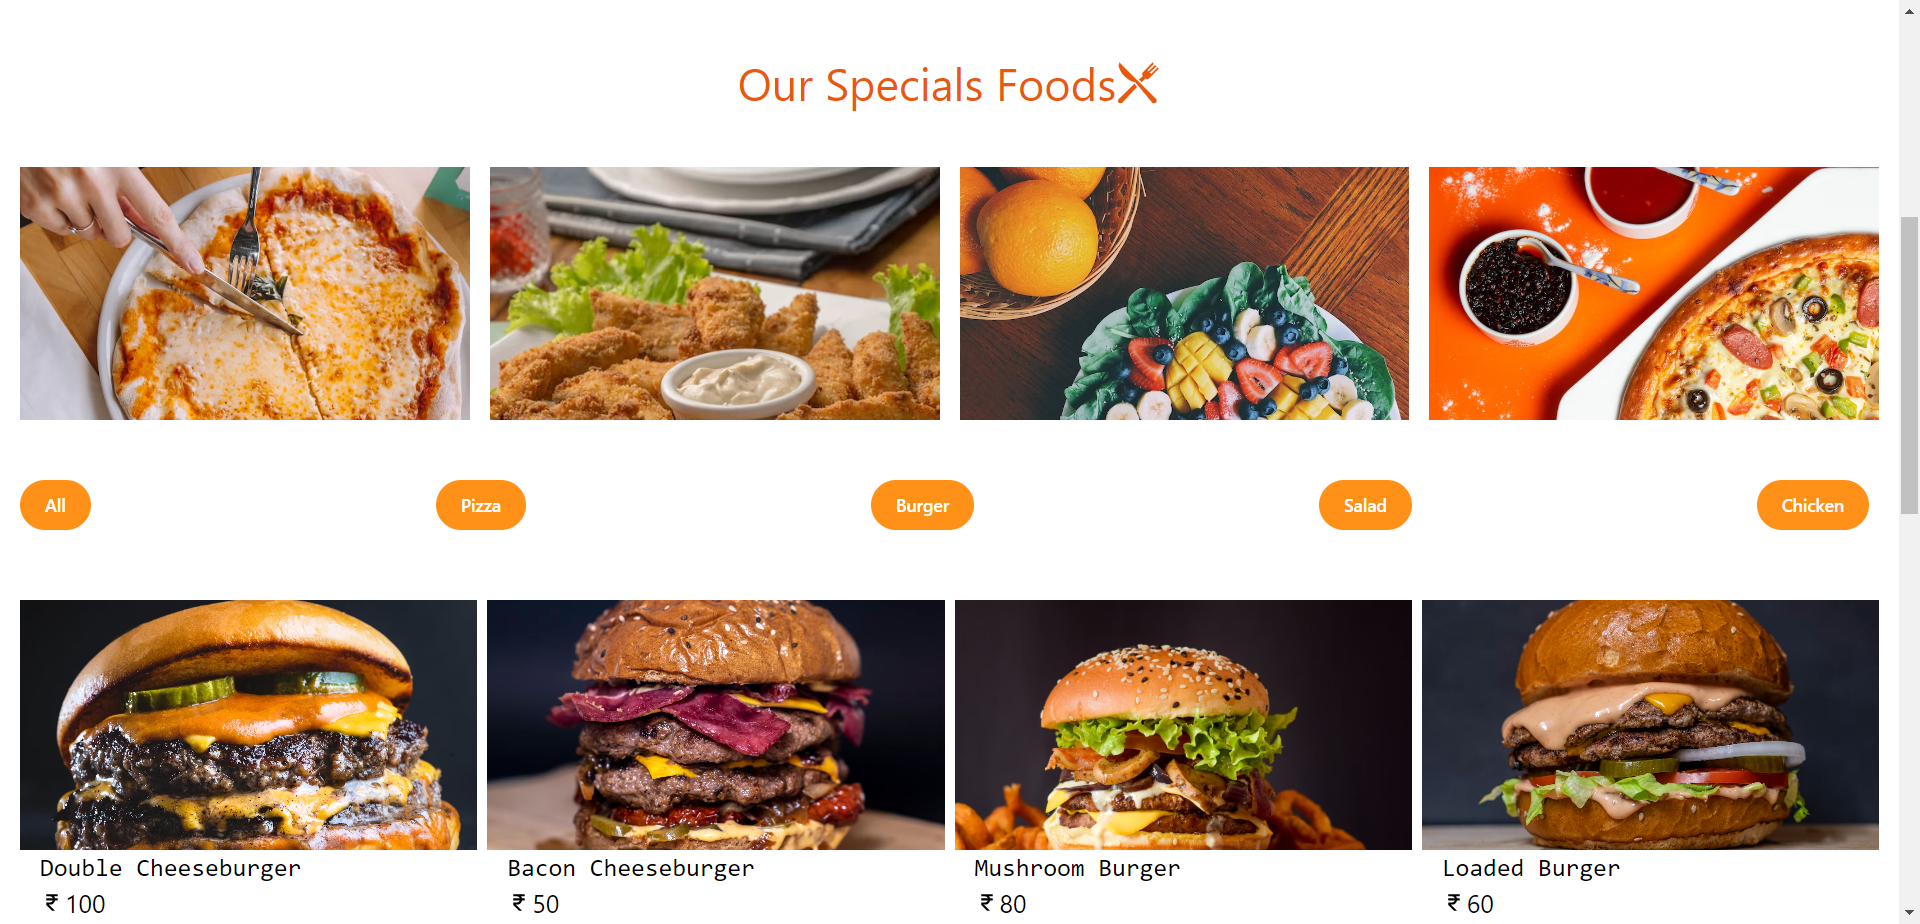 Our Specials Foods
All Pizza Burger Salad Chicken
Double Cheeseburger Bacon Cheeseburger Mushroom Burger Loaded Burger
₹ 100 ₹ 50 ₹ 80 ₹ 60